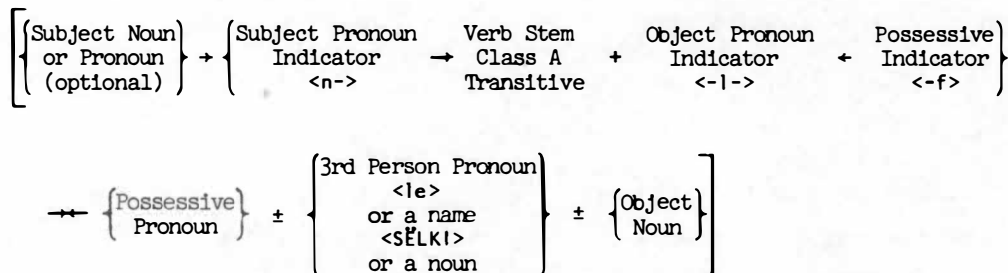 Subject Noun Subject Pronoun Verb Stem Object Pronoun Possessive
or Pronoun → Indicator → Class A + Indicator ← Indicator
(optional) <n-> Transitive <-l-> <-f>
3rd Person Pronoun
Possessive <le> Object
Pronoun ± or a name ± Noun
<SËLKI>
or a noun